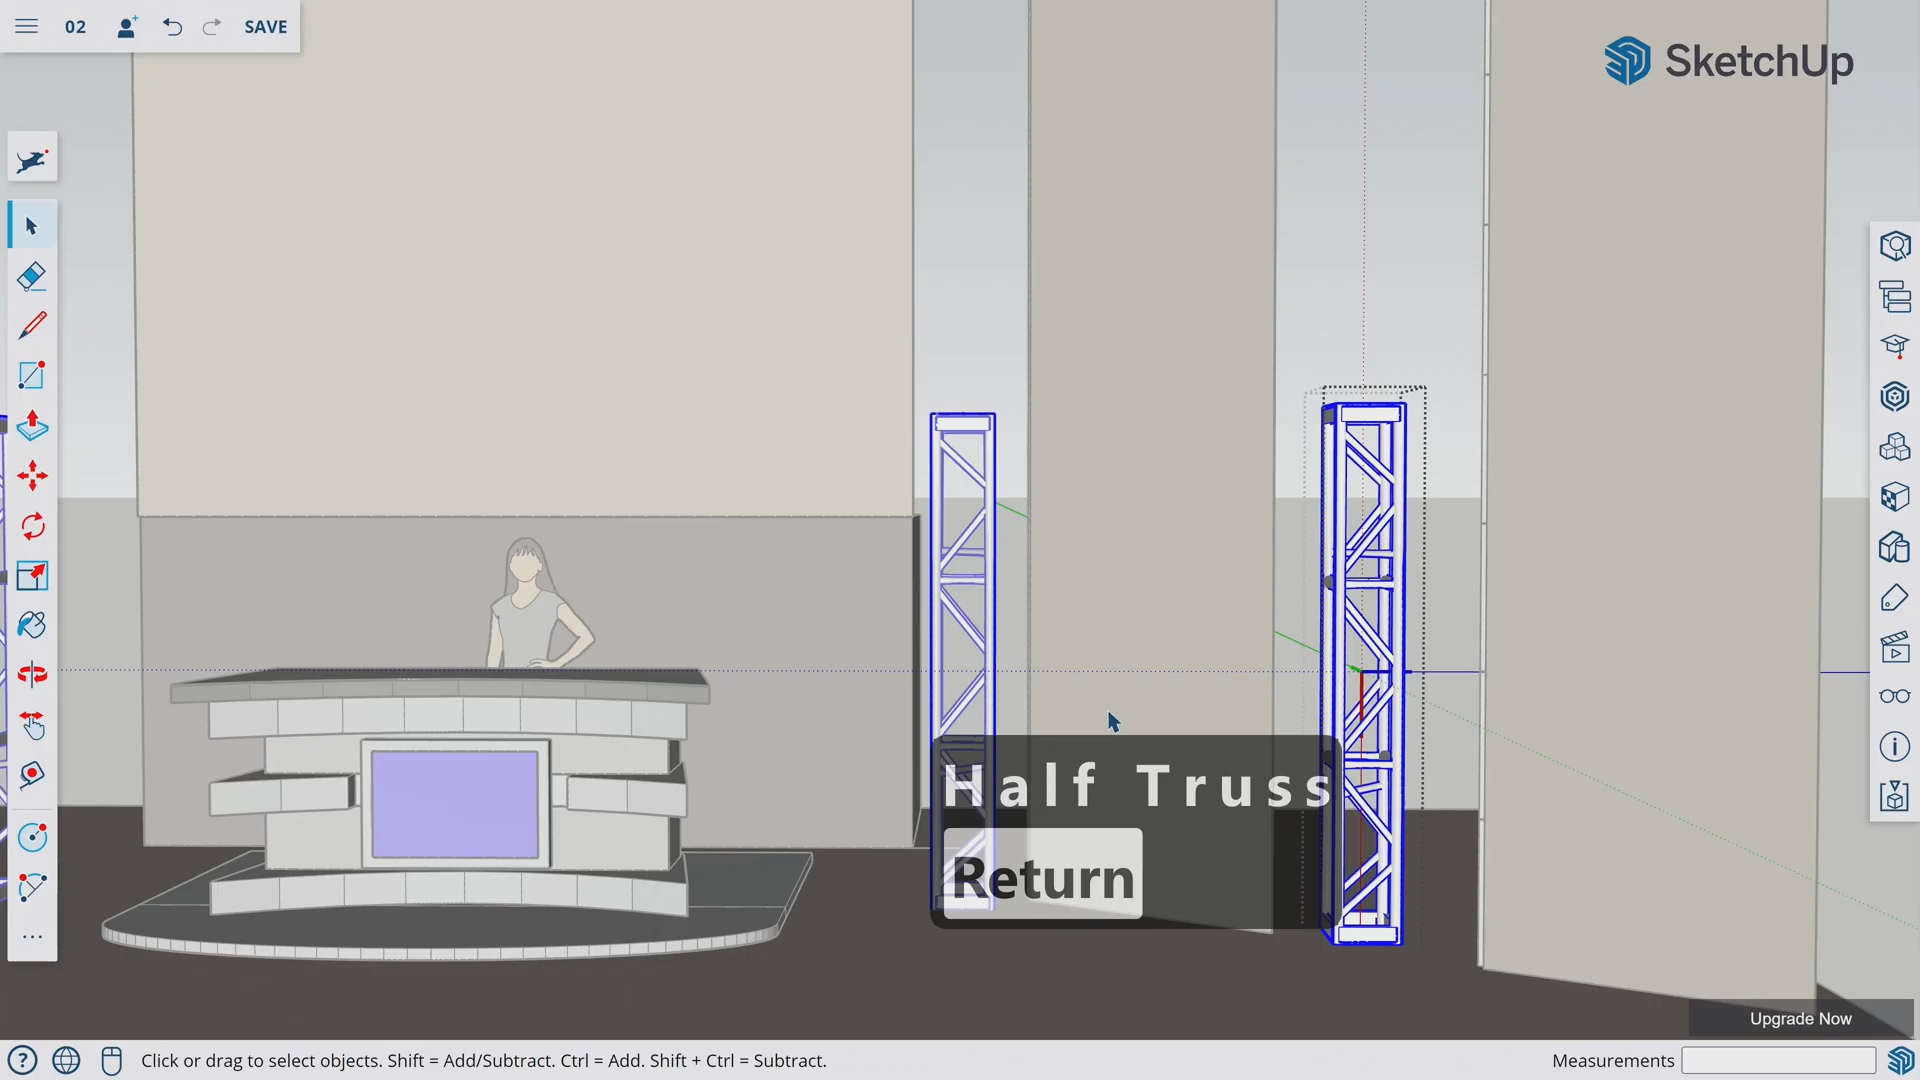 02
SAVE
SketchUp
Half Truss
Return
Upgrade Now
Click or drag to select objects. Shift = Add/Subtract. Ctrl = Add. Shift + Ctrl = Subtract.
Measurements